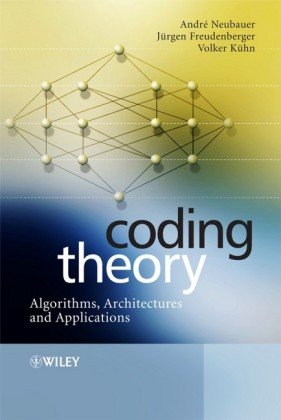 André Neubauer
Jürgen Freudenberger
Volker Kühn
coding
theory
Algorithms, Architectures
and Applications
WILEY